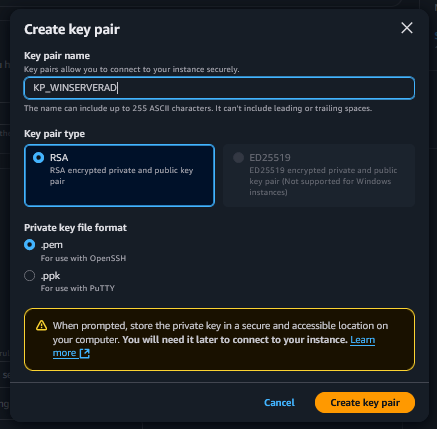 Create key pair
Key pair name
Key pairs allow you to connect to your instance securely.
KP_WINSERVERAD
The name can include up to 255 ASCII characters. It can't include leading or trailing spaces.
Key pair type
RSA
RSA encrypted private and public key
pair
ED25519
ED25519 encrypted private and public
key pair (Not supported for Windows
instances)
Private key file format
.pem
For use with OpenSSH
.ppk
For use with PuTTY
When prompted, store the private key in a secure and accessible location on
your computer. You will need it later to connect to your instance. Learn
more
Cancel
Create key pair